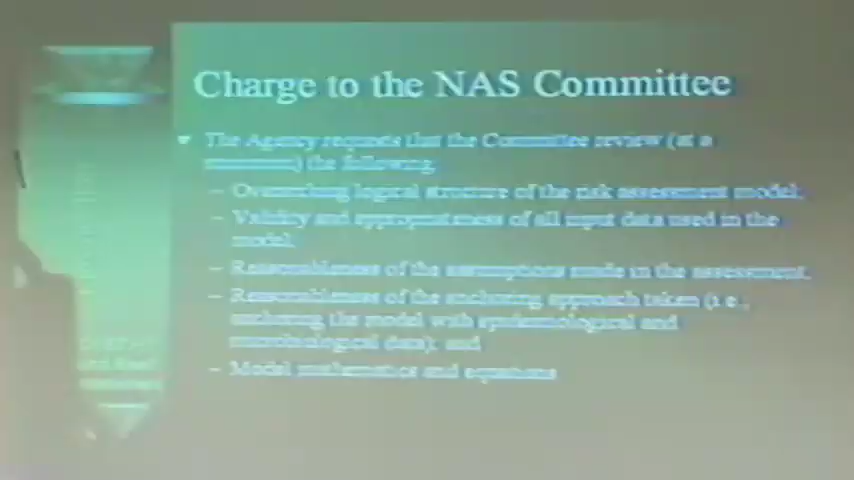 Charge to the NAS Committee
The Agency requests that the Committee review (at a
minimum) the following:
– Overarching logical structure of the risk assessment model,
– Validity and appropriateness of all input data used in the
model,
– Reasonableness of the assumptions made in the assessment,
– Reasonableness of the anchoring approach taken (i.e.,
anchoring the model with epidemiological and
microbiological data); and
– Model mathematics and equations